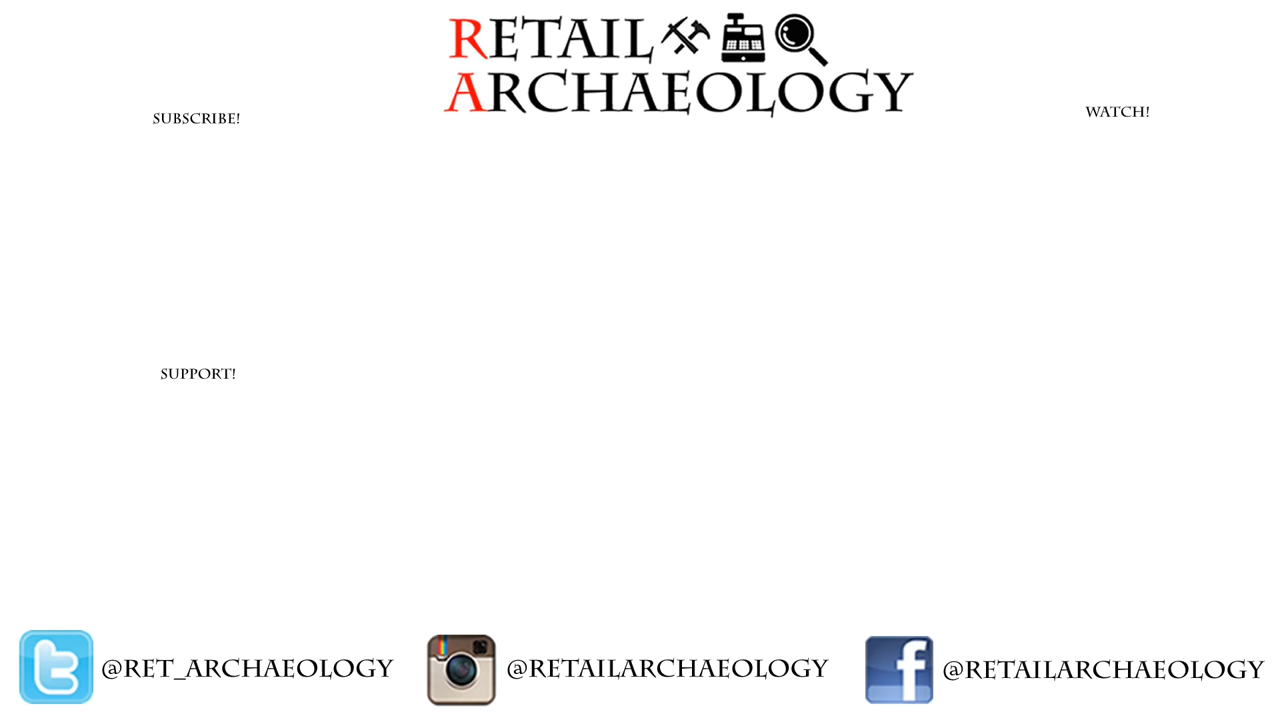 RETAIL
ARCHAEOLOGY
SUBSCRIBE!
WATCH!
SUPPORT!
@RET_ARCHAEOLOGY
@RETAILARCHAEOLOGY
@RETAILARCHAEOLOGY